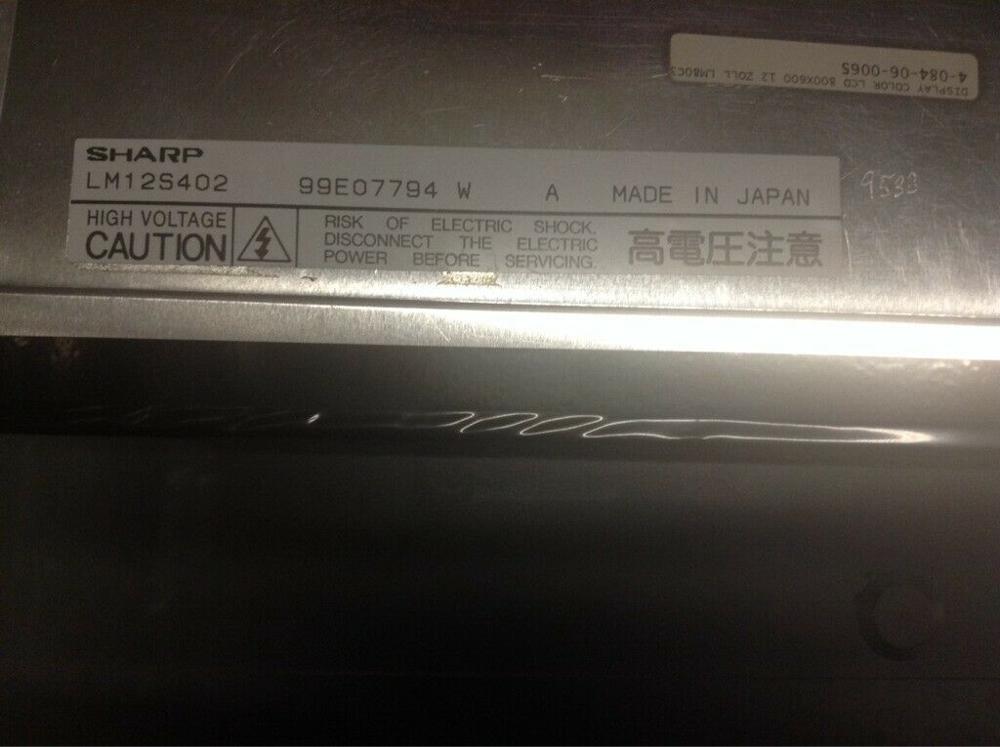 4-084-06-0065
DISPLAY COLOR LCD 800X600 12 ZOLL
SHARP
LM12S402 99E07794 W A MADE IN JAPAN
9533
HIGH VOLTAGE
CAUTION
RISK OF ELECTRIC SHOCK.
DISCONNECT THE ELECTRIC
POWER BEFORE SERVICING.
高電圧注意